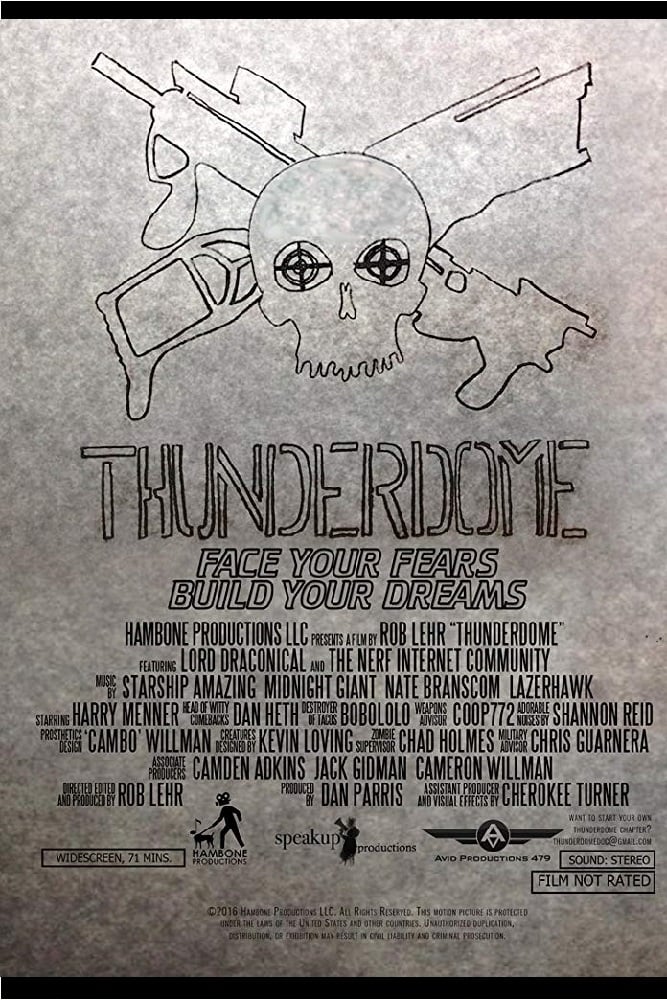 THUNDERDOME
FACE YOUR FEARS
BUILD YOUR DREAMS
HAMBONE PRODUCTIONS LLC PRESENTS A FILM BY ROB LEHR "THUNDERDOME"
FEATURING LORD DRACONICAL AND THE NERF INTERNET COMMUNITY
MUSIC BY STARSHIP AMAZING MIDNIGHT GIANT NATE BRANSCOM LAZERHAWK
STARRING HARRY MENNER HEAD OF WITTY COMEBACKS DAN HETH DESTROYER OF TACOS BOBOLOLO WEAPONS ADVISOR COOP772 ADORABLE NOISES BY SHANNON REID
PROSTHETIC DESIGN 'CAMBO' WILLMAN CREATURES DESIGNED BY KEVIN LOVING ZOMBIE SUPERVISOR CHAD HOLMES MILITARY ADVICOR CHRIS GUARNERA
ASSOCIATE PRODUCERS CAMDEN ADKINS JACK GIDMAN CAMERON WILLMAN
DIRECTED EDTED AND PRODUCED BY ROB LEHR PRODUCED BY DAN PARRIS ASSISTANT PRODUCER AND VISUAL EFFECTS BY CHEROKEE TURNER
WIDESCREEN, 71 MINS.
HAMBONE
PRODUCTIONS
speakup productions
AVID PRODUCTIONS 479
WANT TO START YOUR OWN
THUNDERDOME CHAPTER?
THUNDERDOMEDOC@GMAIL.COM
SOUND: STEREO
FILM NOT RATED
©2016 HAMBONE PRODUCTIONS LLC. ALL RIGHTS RESERVED. THIS MOTION PICTURE IS PROTECTED
UNDER THE LAWS OF THE UNITED STATES AND OTHER COUNTRIES. UNAUTHORIZED DUPLICATION,
DISTRIBUTION, OR EXHIBITION MAY RESULT IN CIVIL LIABILITY AND CRIMINAL PROSECUTION.